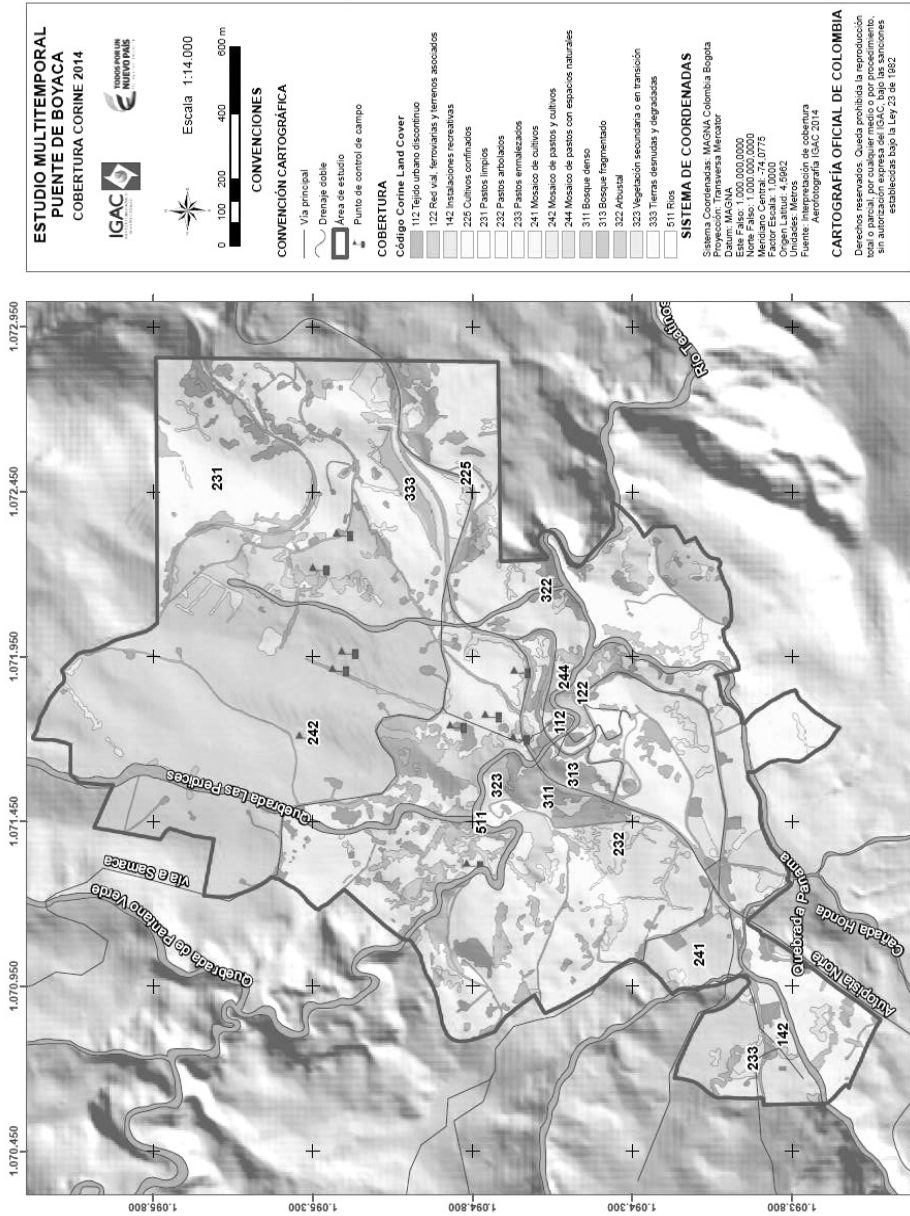 ESTUDIO MULTITEMPORAL
PUENTE DE BOYACA
COBERTURA CORINE 2014
IGAC
TODOS POR UN
NUEVO PAÍS
Escala 1:14.000
0 100 200 400 600 m
CONVENCIONES
CONVENCIÓN CARTOGRÁFICA
Vía principal
Drenaje doble
Área de estudio
Punto de control de campo
COBERTURA
Código Corine Land Cover
112 Tejido urbano discontinuo
122 Red vial, ferroviarias y terrenos asociados
142 Instalaciones recreativas
225 Cultivos confinados
231 Pastos limpios
232 Pastos arbolados
233 Pastos enmalezados
241 Mosaico de cultivos
242 Mosaico de pastos y cultivos
244 Mosaico de pastos con espacios naturales
311 Bosque denso
313 Bosque fragmentado
322 Arbustal
323 Vegetación secundaria o en transición
333 Tierras desnudas y degradadas
511 Ríos
SISTEMA DE COORDENADAS
Sistema Coordenadas: MAGNA Colombia Bogota
Proyección: Transversa Mercator
Datum: MAGNA
Este Falso: 1.000.000,0000
Norte Falso: 1.000.000,0000
Meridiano Central: -74,0775
Factor Escala: 1,0000
Origen Latitud: 4,5962
Unidades: Metros
Fuente: Interpretación de cobertura
Aerofotografía IGAC 2014
CARTOGRAFÍA OFICIAL DE COLOMBIA
Derechos reservados. Queda prohibida la reproducción
total o parcial, por cualquier medio o por procedimiento,
sin autorización expresa del IGAC, bajo las sanciones
establecidas bajo la Ley 23 de 1982
1.070.450
1.070.950
1.071.450
1.071.950
1.072.450
1.072.950
1.095.800
1.095.300
1.094.800
1.094.300
1.093.800
Quebrada de Pantano Verde
Vía a Samacá
Quebrada Las Perdices
242
231
333
225
511
323
311
313
112
122
244
322
232
241
233
142
Río Teatinos
Quebrada Panama
Autopista Norte
Cañada Honda